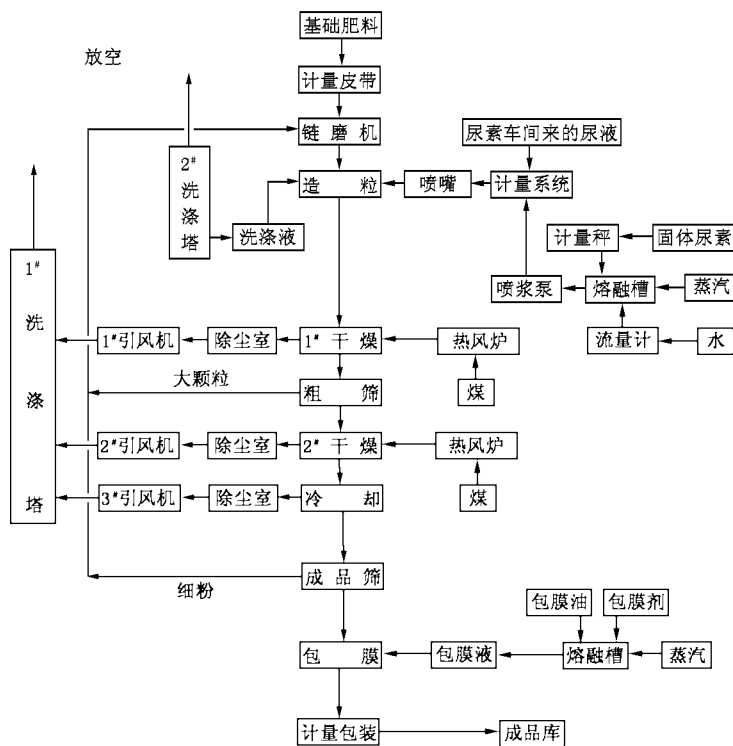 基础肥料
放空
计量皮带
链磨机
尿素车间来的尿液
2#洗涤塔
造粒
喷嘴
计量系统
洗涤液
计量秤
固体尿素
1#洗涤塔
喷浆泵
熔融槽
蒸汽
1#引风机
除尘室
1#干燥
热风炉
流量计
水
大颗粒
粗筛
煤
2#引风机
除尘室
2#干燥
热风炉
3#引风机
除尘室
冷却
煤
成品筛
细粉
包膜油
包膜剂
包膜
包膜液
熔融槽
蒸汽
计量包装
成品库